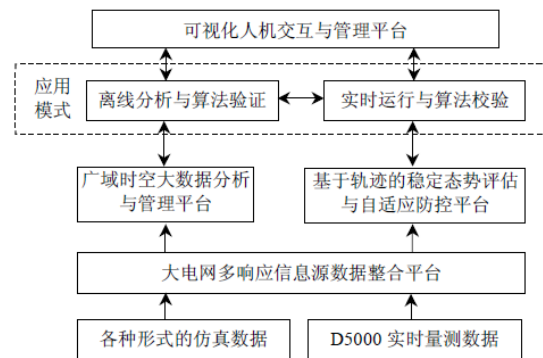 可视化人机交互与管理平台
应用
模式
离线分析与算法验证
实时运行与算法校验
广域时空大数据分析
与管理平台
基于轨迹的稳定态势评估
与自适应防控平台
大电网多响应信息源数据整合平台
各种形式的仿真数据
D5000 实时量测数据